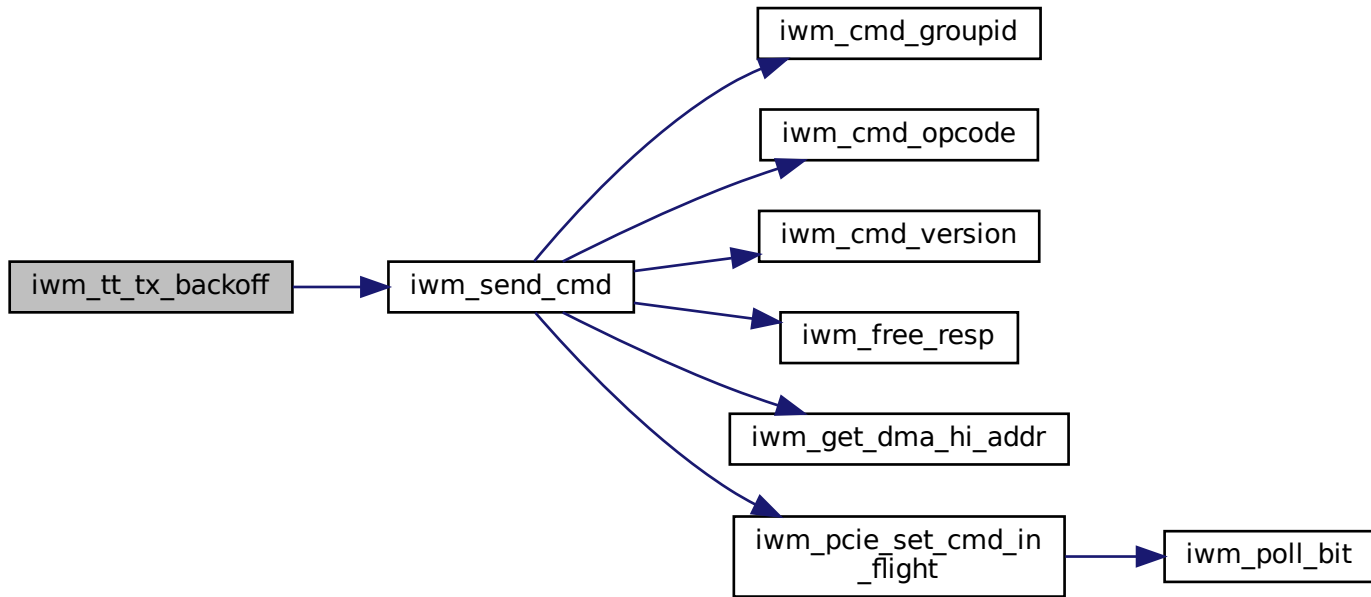 iwm_tt_tx_backoff
iwm_send_cmd
iwm_cmd_groupid
iwm_cmd_opcode
iwm_cmd_version
iwm_free_resp
iwm_get_dma_hi_addr
iwm_pcie_set_cmd_in
_flight
iwm_poll_bit